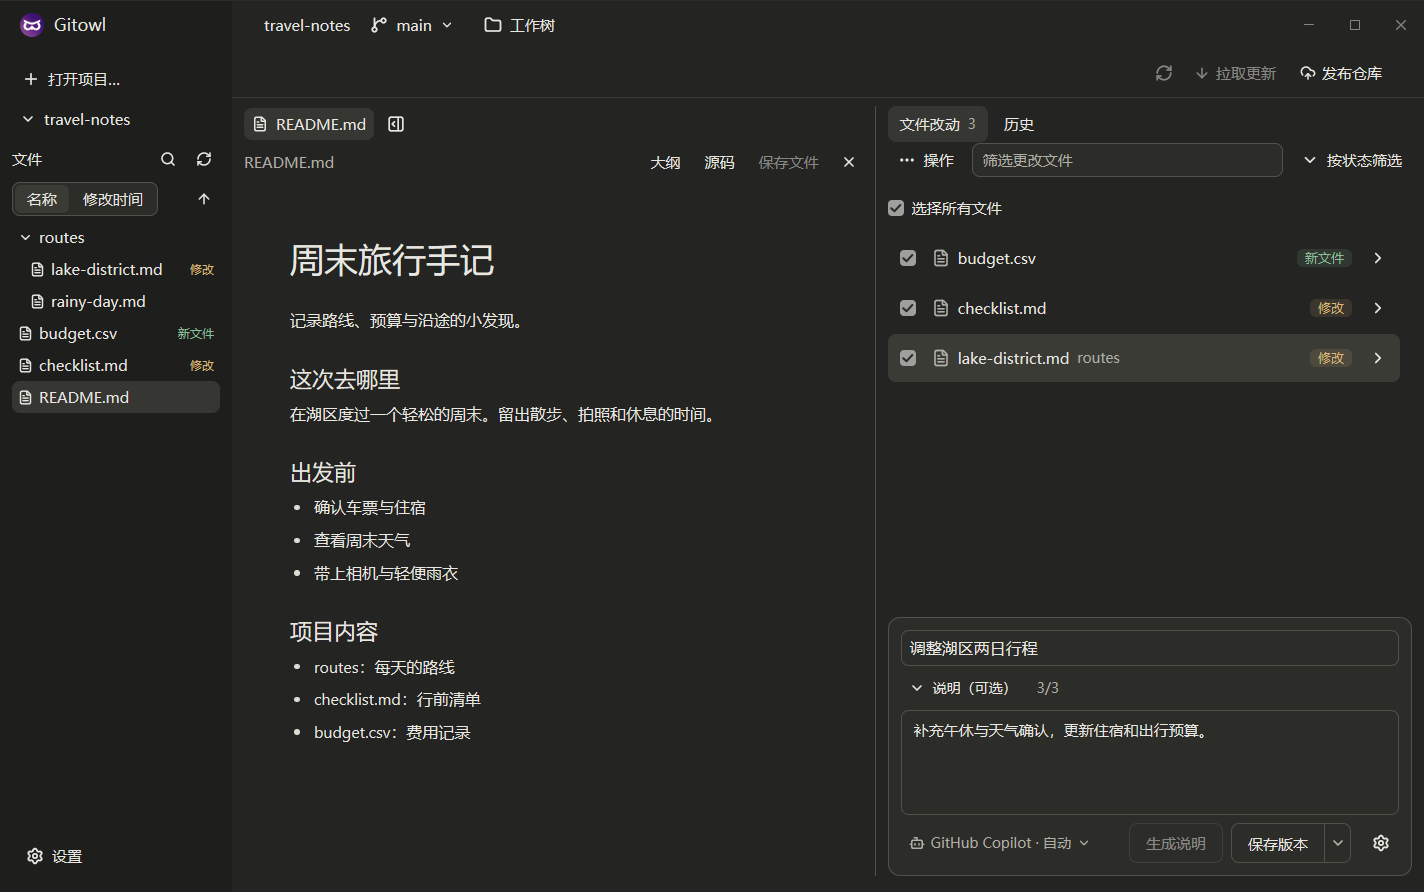 Gitowl
travel-notes
main
工作树
打开项目...
拉取更新
发布仓库
travel-notes
文件
名称
修改时间
routes
lake-district.md
修改
rainy-day.md
budget.csv
新文件
checklist.md
修改
README.md
设置
README.md
README.md
大纲
源码
保存文件
周末旅行手记
记录路线、预算与沿途的小发现。
这次去哪里
在湖区度过一个轻松的周末。留出散步、拍照和休息的时间。
出发前
确认车票与住宿
查看周末天气
带上相机与轻便雨衣
项目内容
routes：每天的路线
checklist.md：行前清单
budget.csv：费用记录
文件改动 3
历史
操作
筛选更改文件
按状态筛选
选择所有文件
budget.csv
新文件
checklist.md
修改
lake-district.md routes
修改
调整湖区两日行程
说明（可选）
3/3
补充午休与天气确认，更新住宿和出行预算。
GitHub Copilot · 自动
生成说明
保存版本